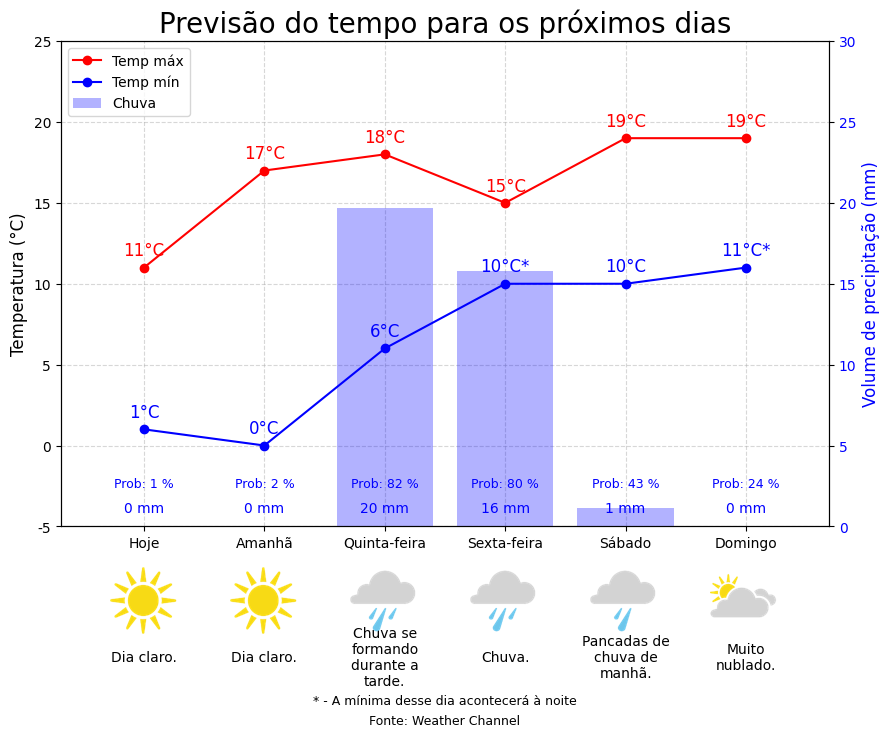 Previsão do tempo para os próximos dias
Temp máx
Temp mín
Chuva
Temperatura (°C)
25
20
15
10
5
0
-5
Volume de precipitação (mm)
30
25
20
15
10
5
0
11°C
17°C
18°C
15°C
19°C
19°C
1°C
0°C
6°C
10°C*
10°C
11°C*
Prob: 1 %
Prob: 2 %
Prob: 82 %
Prob: 80 %
Prob: 43 %
Prob: 24 %
0 mm
0 mm
20 mm
16 mm
1 mm
0 mm
Hoje
Amanhã
Quinta-feira
Sexta-feira
Sábado
Domingo
Dia claro.
Dia claro.
Chuva se
formando
durante a
tarde.
Chuva.
Pancadas de
chuva de
manhã.
Muito
nublado.
* - A mínima desse dia acontecerá à noite
Fonte: Weather Channel